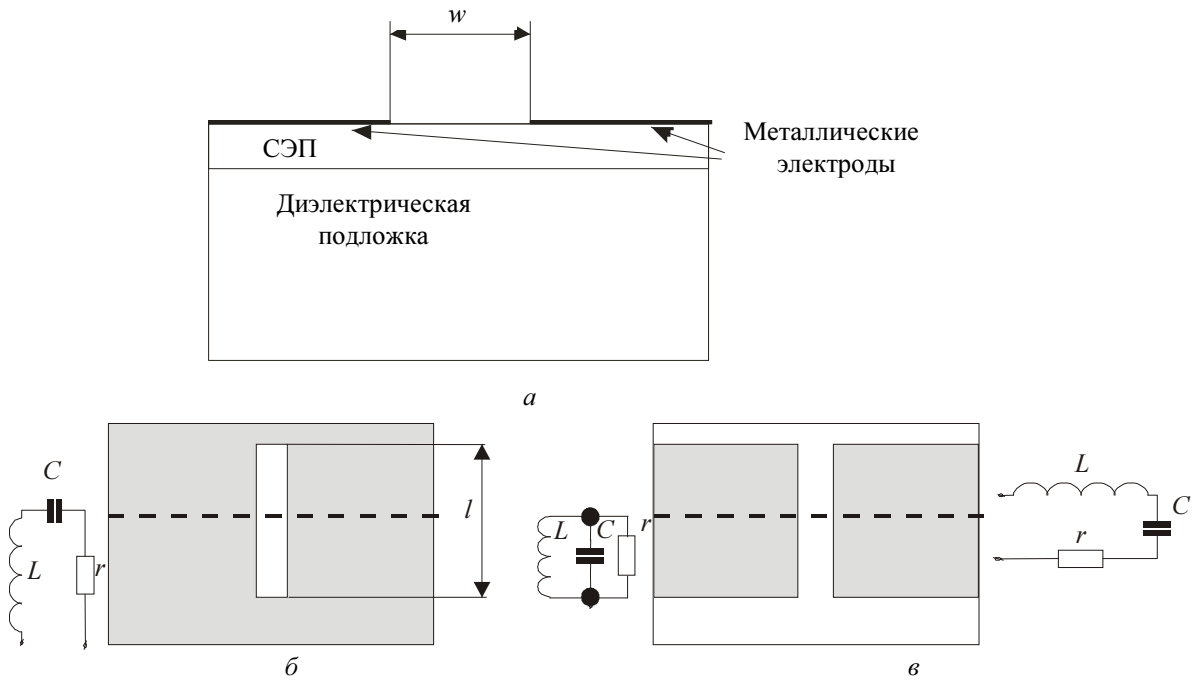 w
СЭП
Металлические
электроды
Диэлектрическая
подложка
а
C
L
r
l
б
L
C
r
L
C
r
в